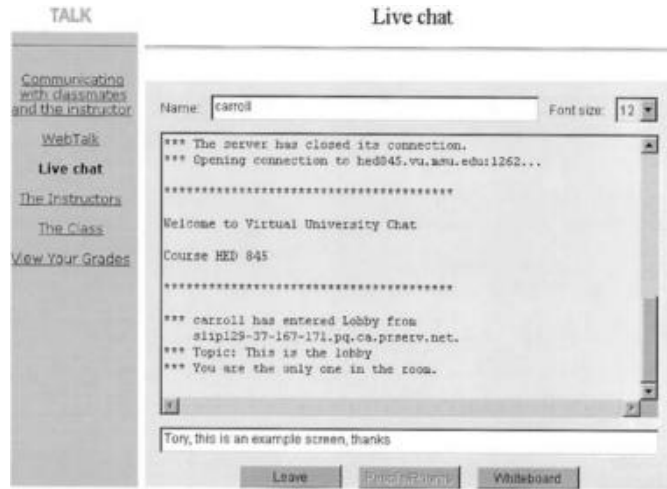 TALK
Live chat
Communicating
with classmates
and the instructor
WebTalk
Live chat
The Instructors
The Class
View Your Grades
Name: carroll
Font size: 12
*** The server has closed its connection.
*** Opening connection to hed845.vu.msu.edu:1262...
****************************************
Welcome to Virtual University Chat
Course HED 845
****************************************
*** carroll has entered Lobby from
slip129-37-167-171.pq.ca.prserv.net.
*** Topic: This is the lobby
*** You are the only one in the room.
Tory, this is an example screen, thanks
Leave
Whiteboard